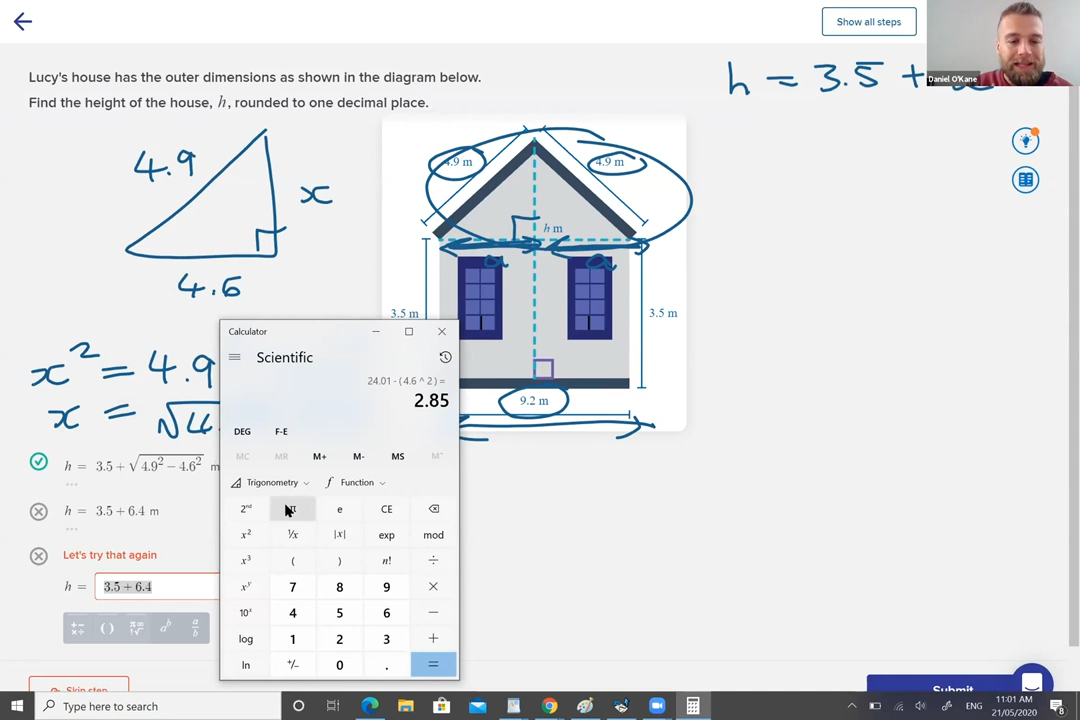 Show all steps
Daniel O'Kane
Lucy's house has the outer dimensions as shown in the diagram below.
Find the height of the house, h, rounded to one decimal place.
h = 3.5 +
4.9
x
4.6
4.9 m
4.9 m
h m
a
a
3.5 m
3.5 m
9.2 m
x² = 4.9
x = √4.
Calculator
Scientific
24.01 - ( 4.6 ^ 2 ) =
2.85
DEG F-E
MC MR M+ M- MS M˅
Trigonometry f Function
2ⁿᵈ π e CE
x² ¹/x |x| exp mod
x³ ( ) n! ÷
xʸ 7 8 9 ×
10ˣ 4 5 6 −
log 1 2 3 +
ln +/− 0 . =
h = 3.5 + √4.9² − 4.6² m
...
h = 3.5 + 6.4 m
...
Let's try that again
h = 3.5 + 6.4
+− ×÷ ( ) π∞ √ aᵇ a/b
Skip step
Submit
Type here to search
ENG
11:01 AM
21/05/2020
8